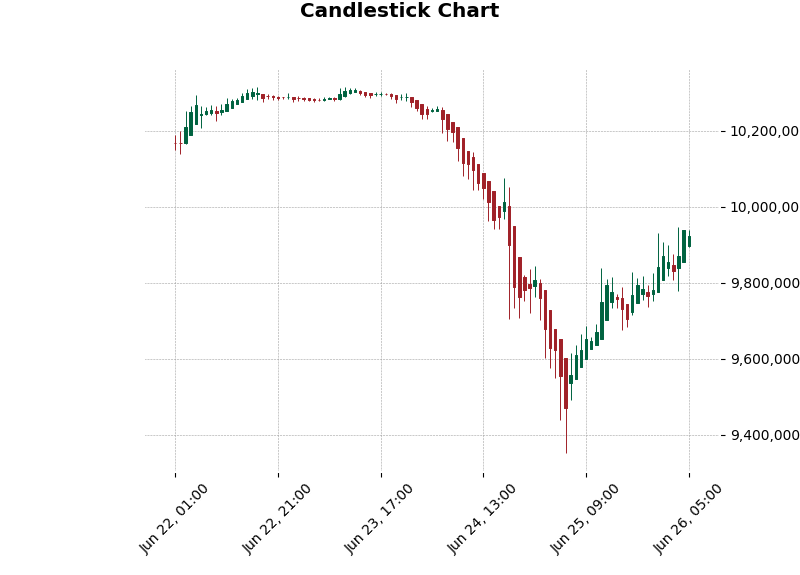 Candlestick Chart
10,200,00
10,000,00
9,800,000
9,600,000
9,400,000
Jun 22, 01:00
Jun 22, 21:00
Jun 23, 17:00
Jun 24, 13:00
Jun 25, 09:00
Jun 26, 05:00